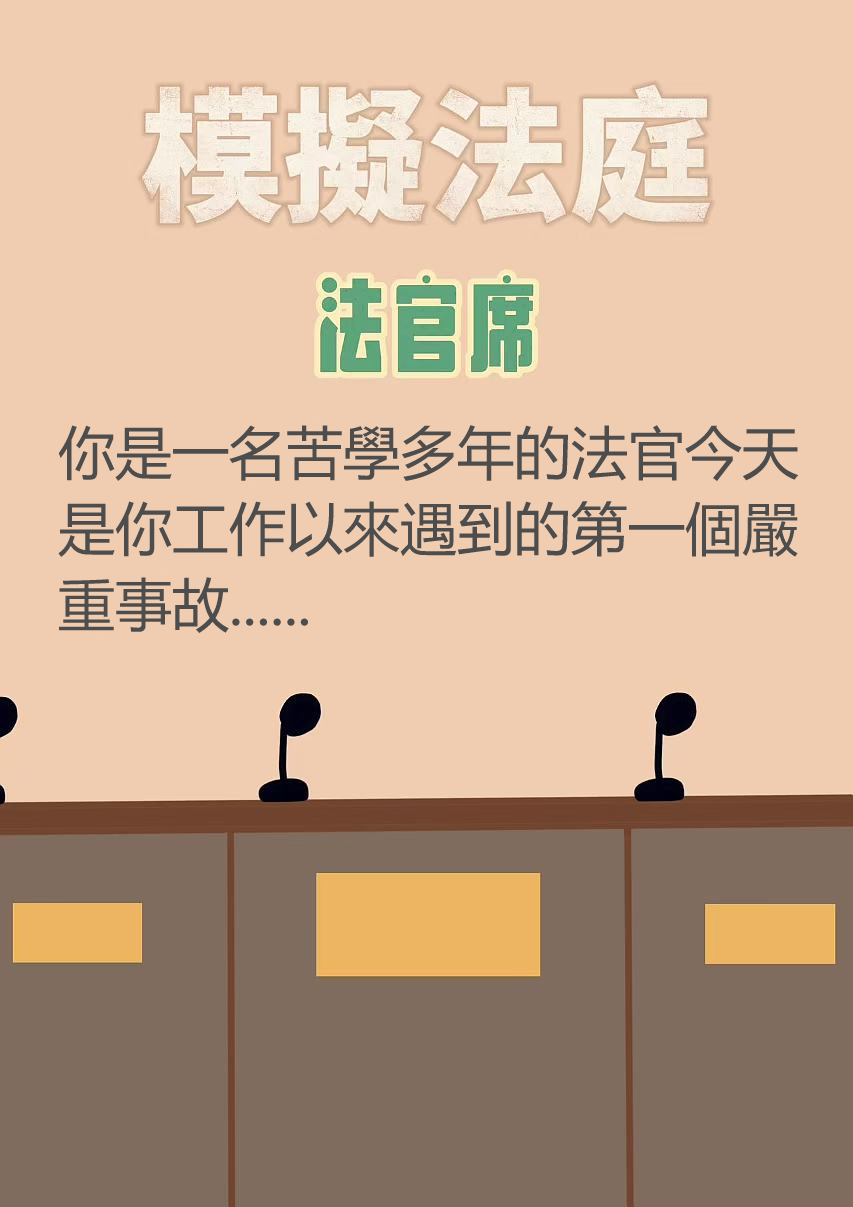 模擬法庭
法官席
你是一名苦學多年的法官今天
是你工作以來遇到的第一個嚴
重事故......